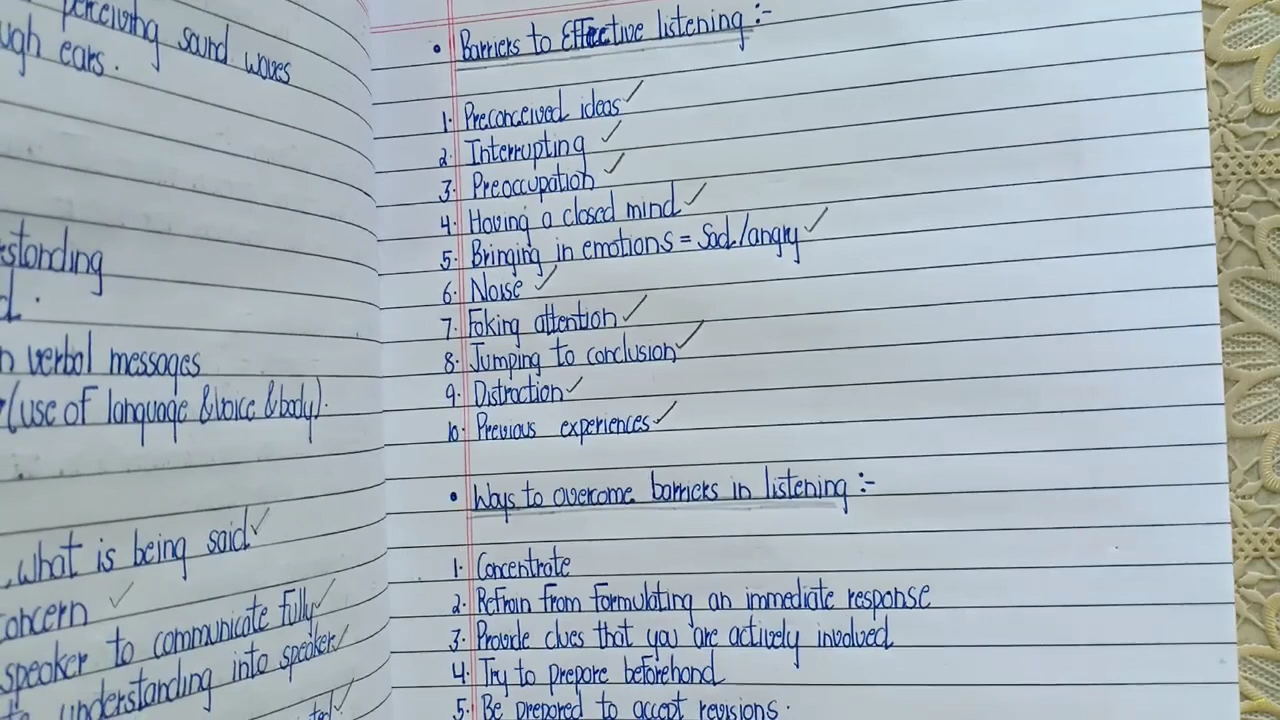 perceiving sound waves
ears.
verbal messages
(use of language & voice & body).
what is being said ✓
speaker to communicate fully ✓
understanding into speaker ✓
• Barriers to Effective listening :-
1. Preconceived ideas ✓
2. Interrupting ✓
3. Preoccupation ✓
4. Having a closed mind ✓
5. Bringing in emotions = Sad/angry ✓
6. Noise ✓
7. Faking attention ✓
8. Jumping to conclusion ✓
9. Distraction ✓
10. Previous experiences ✓
• Ways to overcome barriers in listening :-
1. Concentrate
2. Refrain from formulating an immediate response
3. Provide clues that you are actively involved
4. Try to prepare beforehand
5. Be prepared to accept revisions.